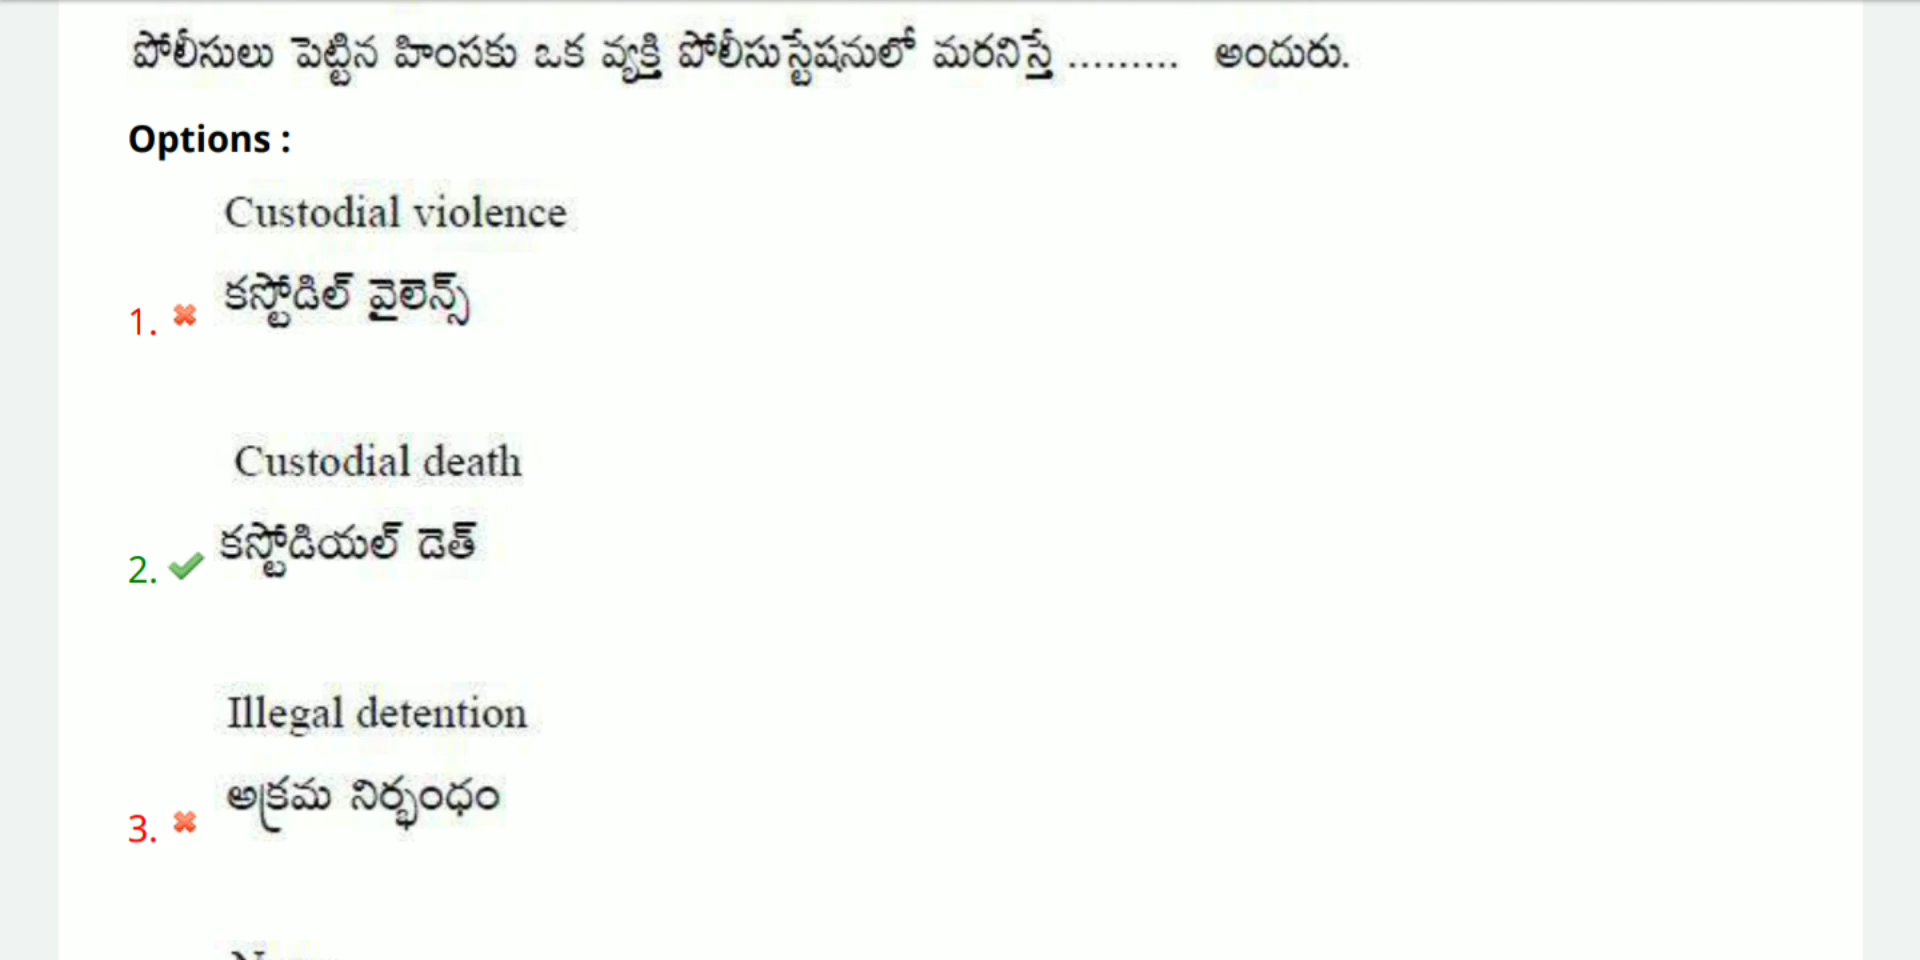 పోలీసులు పెట్టిన హింసకు ఒక వ్యక్తి పోలీసుస్టేషనులో మరనిస్తే ......... అందురు.
Options :
Custodial violence
కస్టోడిల్ వైలెన్స్
1.
Custodial death
కస్టోడియల్ డెత్
2.
Illegal detention
అక్రమ నిర్భంధం
3.